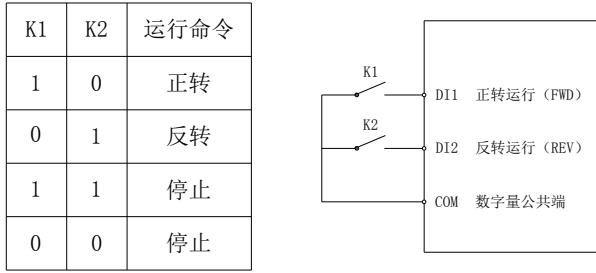 K1 K2 运行命令
1 0 正转
0 1 反转
1 1 停止
0 0 停止
K1
DI1 正转运行（FWD）
K2
DI2 反转运行（REV）
COM 数字量公共端